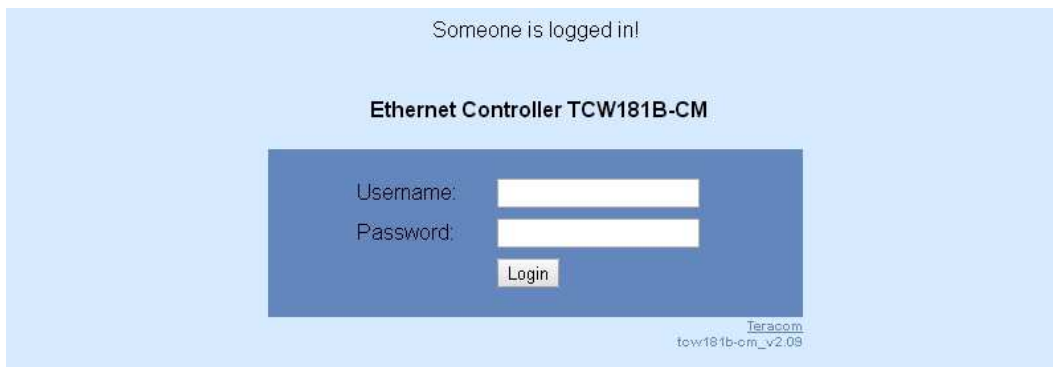 Someone is logged in!
Ethernet Controller TCW181B-CM
Username:
Password:
Login
Teracom
tcw181b-cm_v2.09